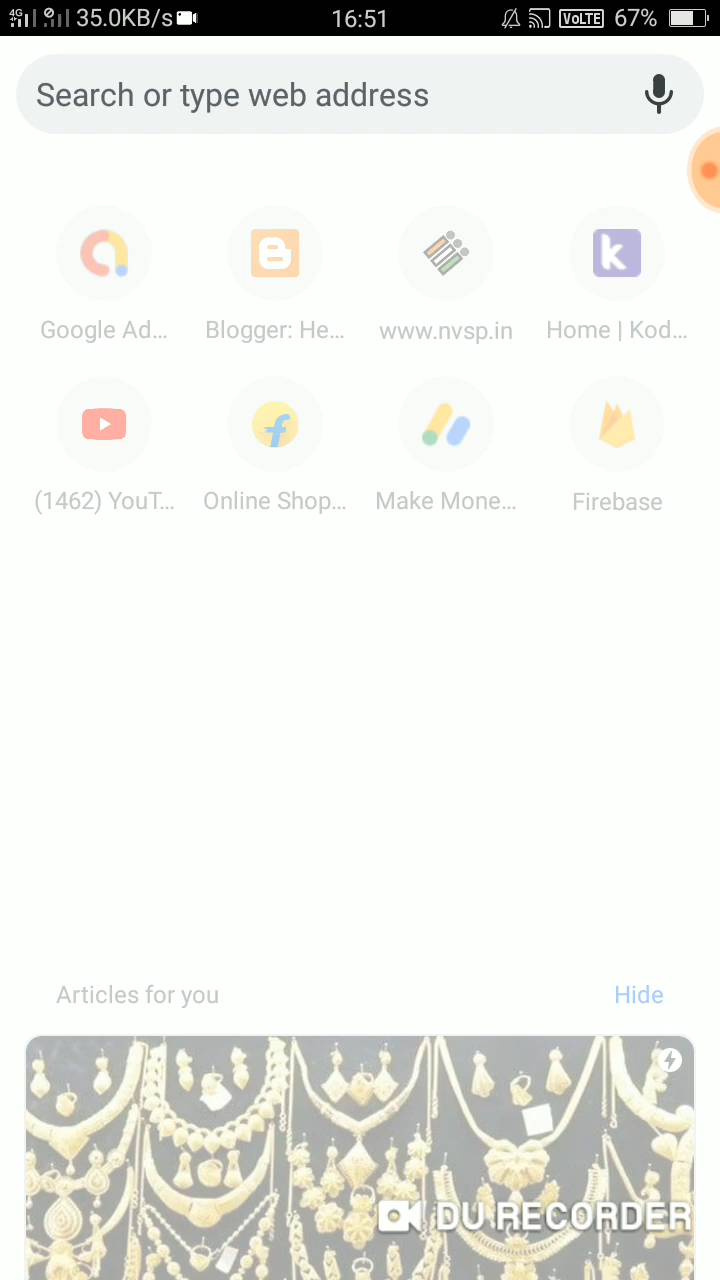 4G 35.0KB/s 16:51 VoLTE 67%
Search or type web address
Google Ad... Blogger: He... www.nvsp.in Home | Kod...
(1462) YouT... Online Shop... Make Mone... Firebase
Articles for you Hide
DU RECORDER